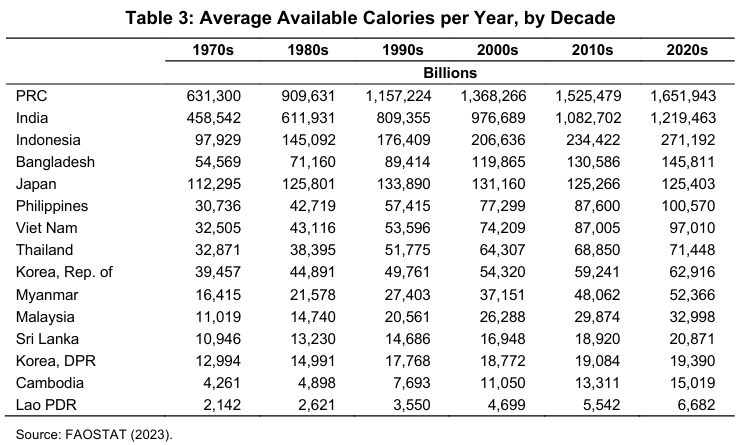 Table 3: Average Available Calories per Year, by Decade
1970s 1980s 1990s 2000s 2010s 2020s
Billions
PRC 631,300 909,631 1,157,224 1,368,266 1,525,479 1,651,943
India 458,542 611,931 809,355 976,689 1,082,702 1,219,463
Indonesia 97,929 145,092 176,409 206,636 234,422 271,192
Bangladesh 54,569 71,160 89,414 119,865 130,586 145,811
Japan 112,295 125,801 133,890 131,160 125,266 125,403
Philippines 30,736 42,719 57,415 77,299 87,600 100,570
Viet Nam 32,505 43,116 53,596 74,209 87,005 97,010
Thailand 32,871 38,395 51,775 64,307 68,850 71,448
Korea, Rep. of 39,457 44,891 49,761 54,320 59,241 62,916
Myanmar 16,415 21,578 27,403 37,151 48,062 52,366
Malaysia 11,019 14,740 20,561 26,288 29,874 32,998
Sri Lanka 10,946 13,230 14,686 16,948 18,920 20,871
Korea, DPR 12,994 14,991 17,768 18,772 19,084 19,390
Cambodia 4,261 4,898 7,693 11,050 13,311 15,019
Lao PDR 2,142 2,621 3,550 4,699 5,542 6,682
Source: FAOSTAT (2023).